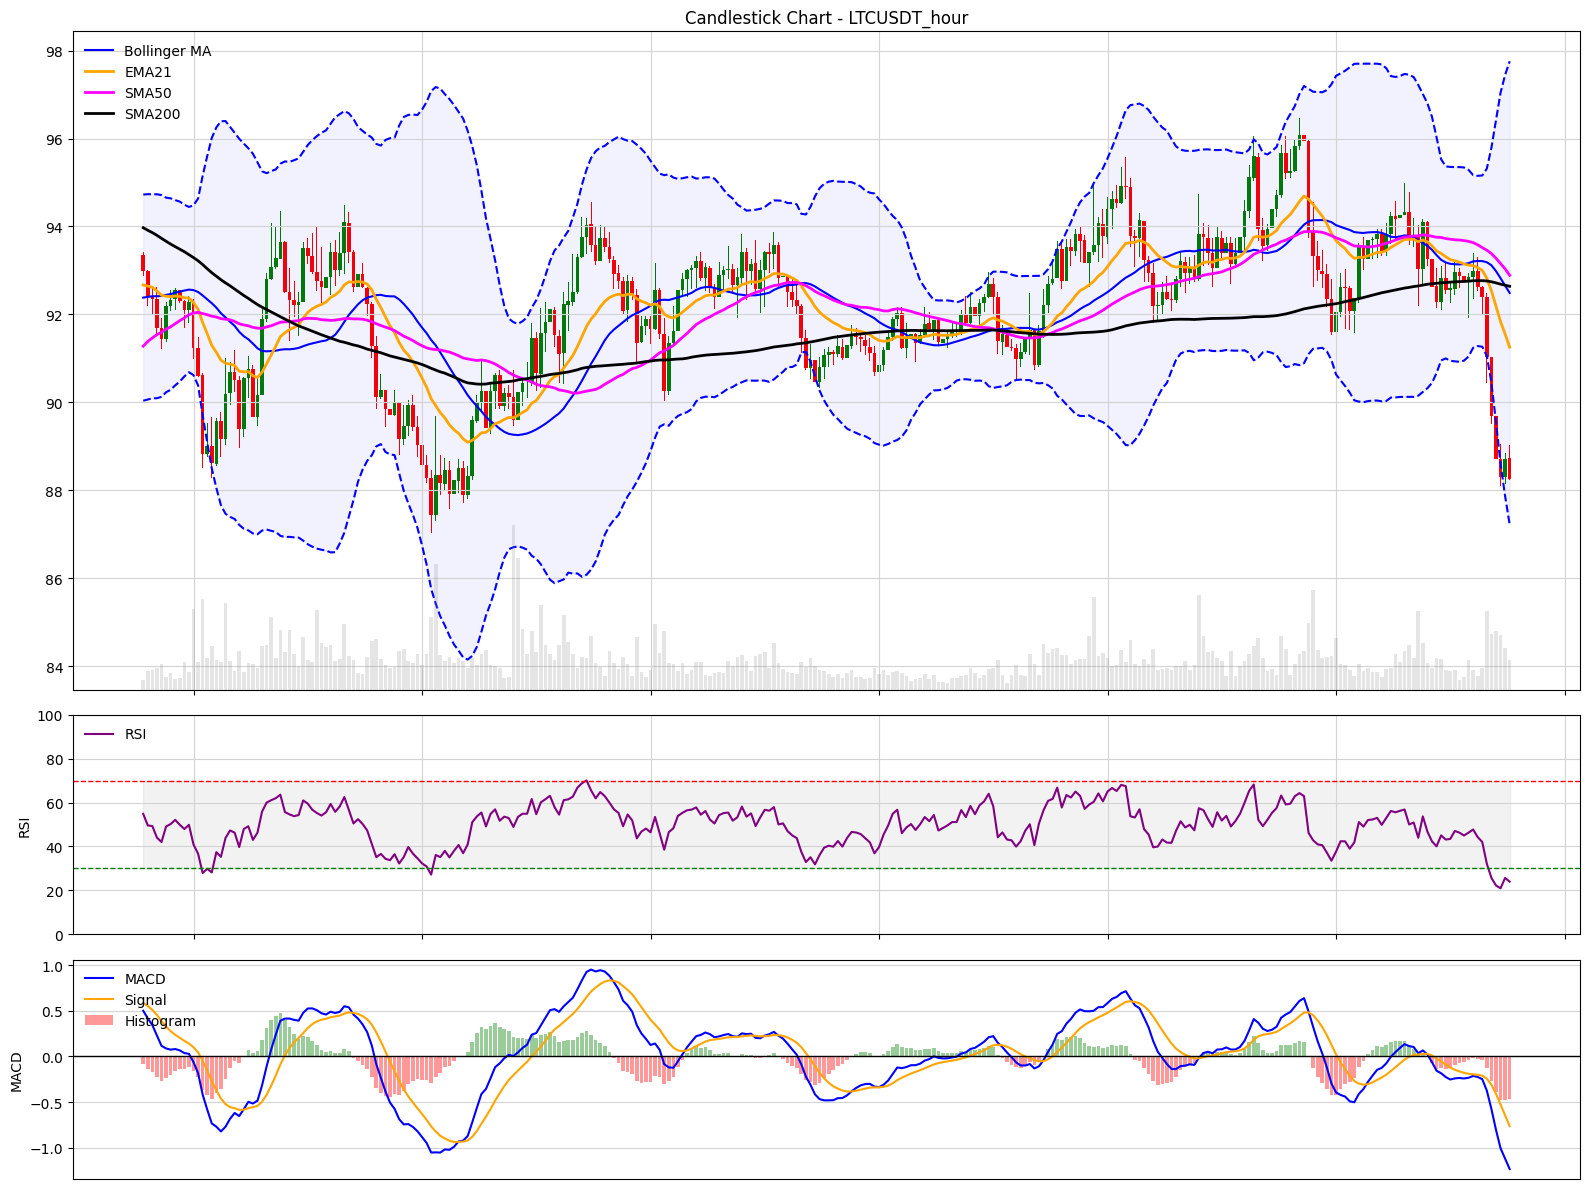 Candlestick Chart - LTCUSDT_hour
98
96
94
92
90
88
86
84
Bollinger MA
EMA21
SMA50
SMA200
100
80
60
40
20
0
RSI
RSI
1.0
0.5
0.0
−0.5
−1.0
MACD
MACD
Signal
Histogram